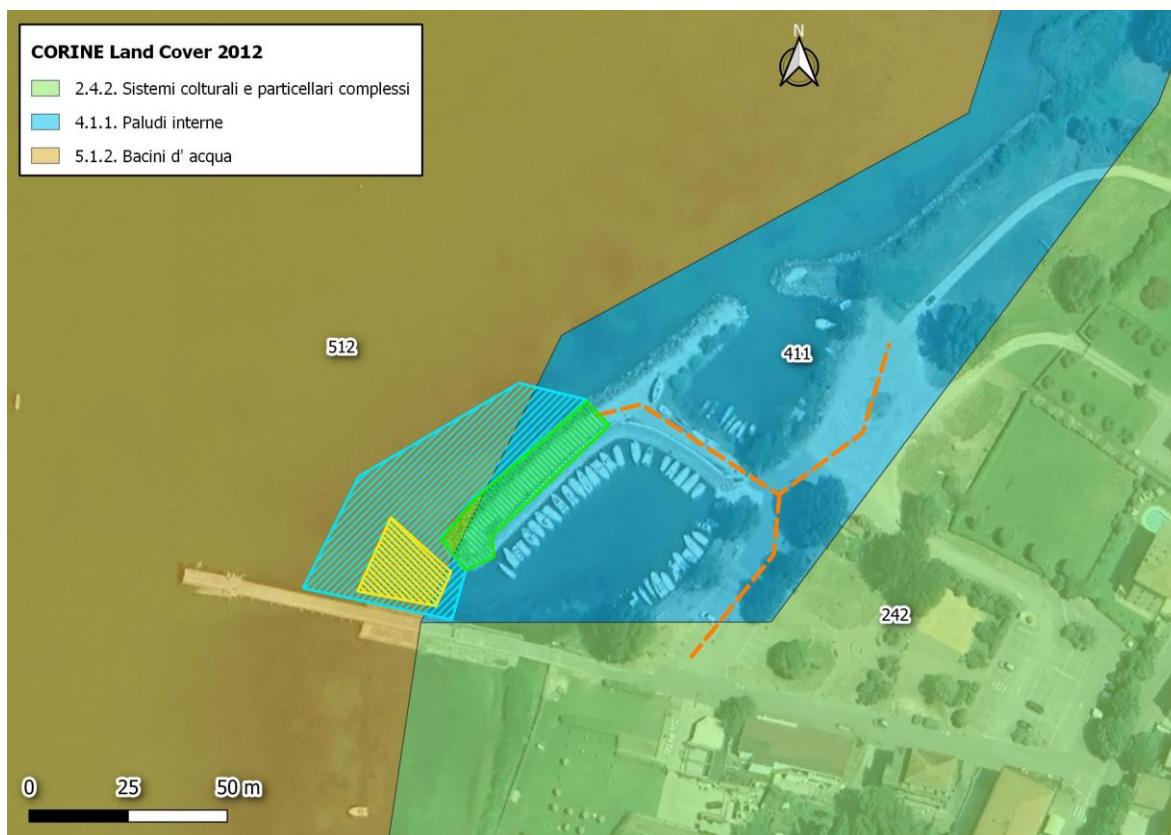 CORINE Land Cover 2012
2.4.2. Sistemi colturali e particellari complessi
4.1.1. Paludi interne
5.1.2. Bacini d' acqua
N
512
411
242
0 25 50 m